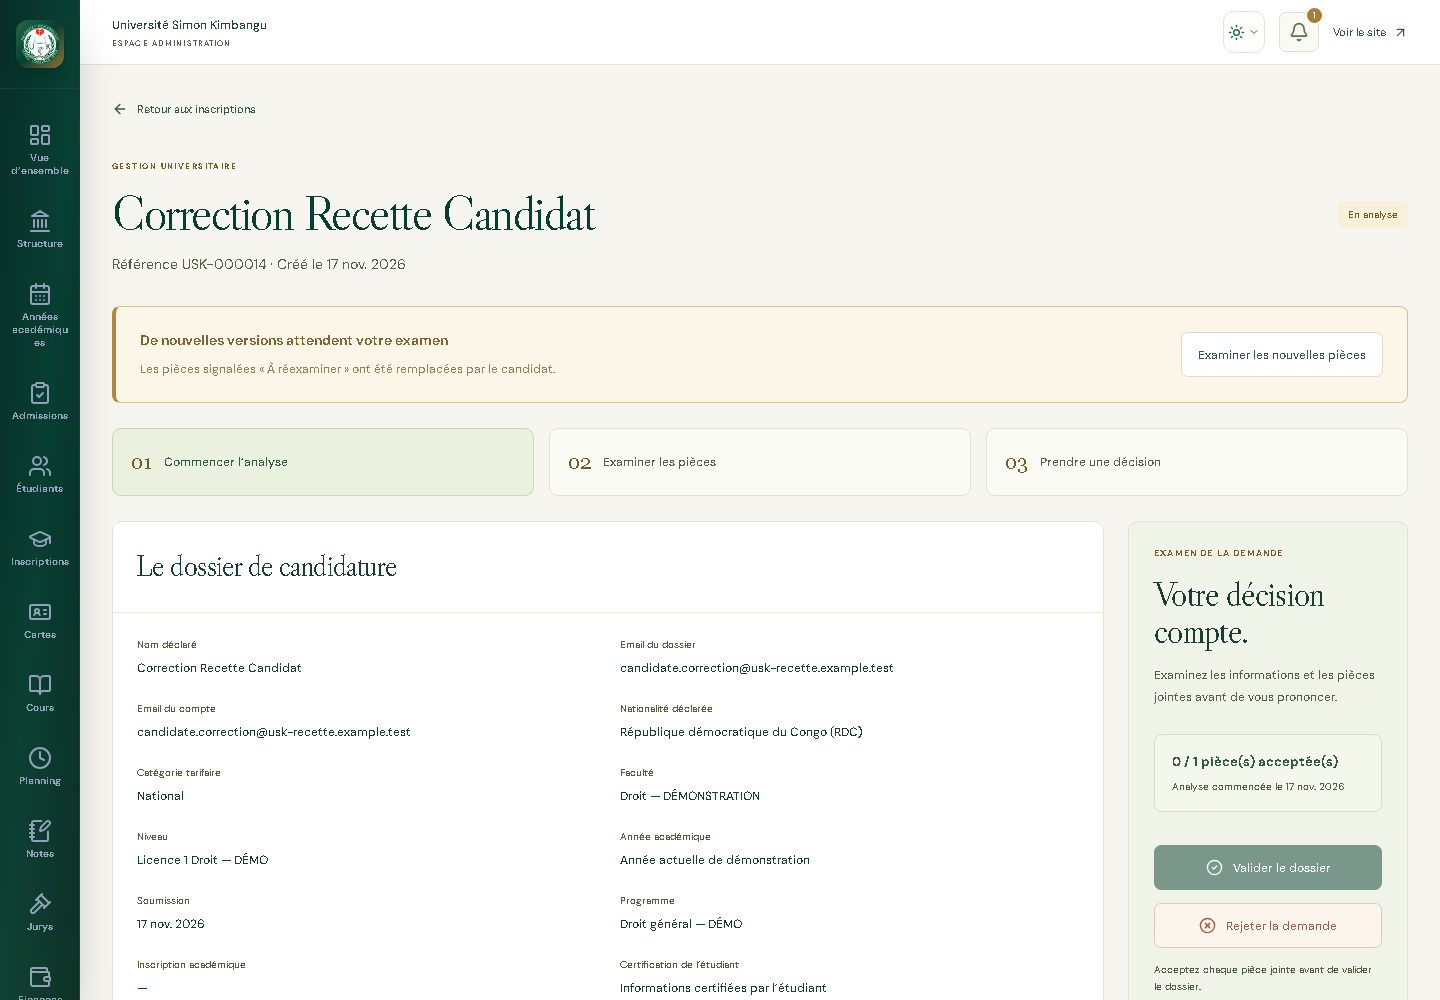 Université Simon Kimbangu
ESPACE ADMINISTRATION
1
Voir le site
Vue
d'ensemble
Structure
Années
académiqu
es
Admissions
Étudiants
Inscriptions
Cartes
Cours
Planning
Notes
Jurys
Finances
Retour aux inscriptions
GESTION UNIVERSITAIRE
Correction Recette Candidat
En analyse
Référence USK-000014 · Créé le 17 nov. 2026
De nouvelles versions attendent votre examen
Les pièces signalées « À réexaminer » ont été remplacées par le candidat.
Examiner les nouvelles pièces
01 Commencer l'analyse
02 Examiner les pièces
03 Prendre une décision
Le dossier de candidature
Nom déclaré
Correction Recette Candidat
Email du dossier
candidate.correction@usk-recette.example.test
Email du compte
candidate.correction@usk-recette.example.test
Nationalité déclarée
République démocratique du Congo (RDC)
Catégorie tarifaire
National
Faculté
Droit — DÉMONSTRATION
Niveau
Licence 1 Droit — DÉMO
Année académique
Année actuelle de démonstration
Soumission
17 nov. 2026
Programme
Droit général — DÉMO
Inscription académique
—
Certification de l'étudiant
Informations certifiées par l'étudiant
EXAMEN DE LA DEMANDE
Votre décision
compte.
Examinez les informations et les pièces
jointes avant de vous prononcer.
0 / 1 pièce(s) acceptée(s)
Analyse commencée le 17 nov. 2026
Valider le dossier
Rejeter la demande
Acceptez chaque pièce jointe avant de valider
le dossier.